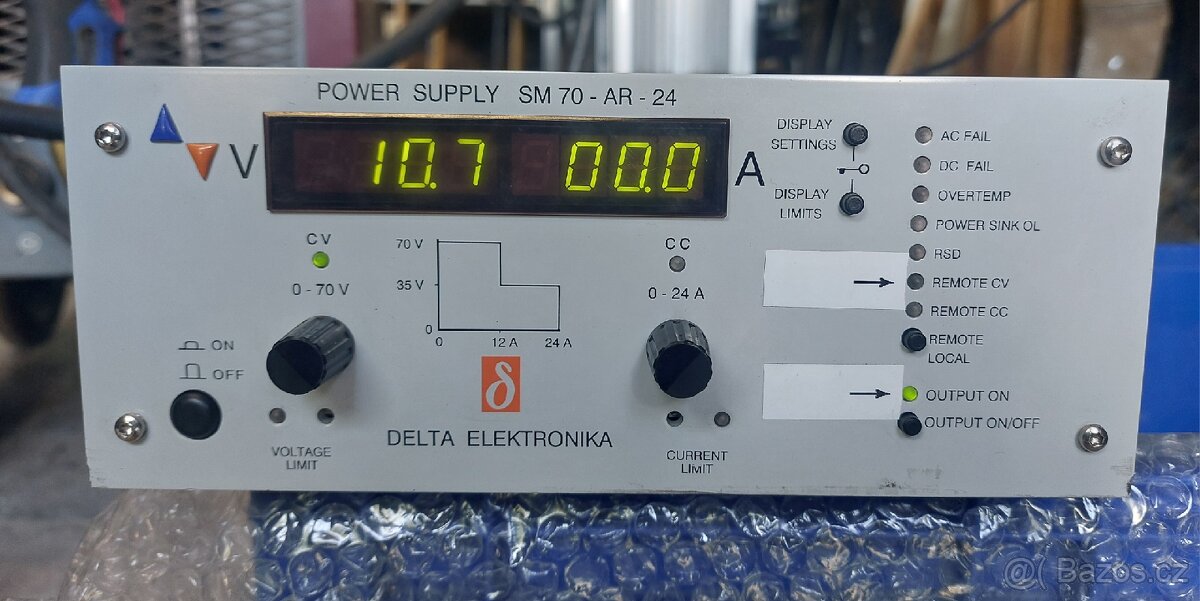 POWER SUPPLY SM 70 - AR - 24
V 10.7 00.0 A
DISPLAY
SETTINGS
DISPLAY
LIMITS
AC FAIL
DC FAIL
OVERTEMP
POWER SINK OL
RSD
REMOTE CV
REMOTE CC
REMOTE
LOCAL
OUTPUT ON
OUTPUT ON/OFF
CV
0 - 70 V
70 V
35 V
0
0 12 A 24 A
CC
0 - 24 A
ON
OFF
VOLTAGE
LIMIT
δ
DELTA ELEKTRONIKA
CURRENT
LIMIT
@ Bazos.cz